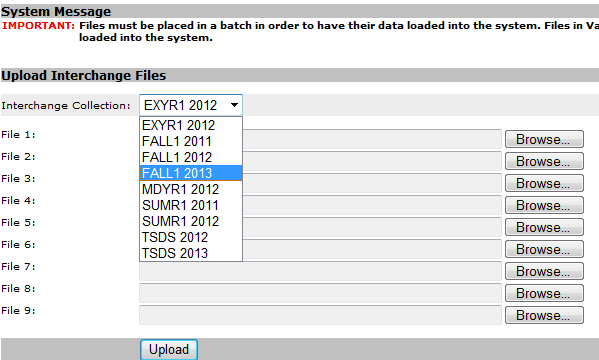 System Message
IMPORTANT: Files must be placed in a batch in order to have their data loaded into the system. Files in Va
loaded into the system.
Upload Interchange Files
Interchange Collection: EXYR1 2012
EXYR1 2012
FALL1 2011
FALL1 2012
FALL1 2013
MDYR1 2012
SUMR1 2011
SUMR1 2012
TSDS 2012
TSDS 2013
File 1: Browse...
File 2: Browse...
File 3: Browse...
File 4: Browse...
File 5: Browse...
File 6: Browse...
File 7: Browse...
File 8: Browse...
File 9: Browse...
Upload